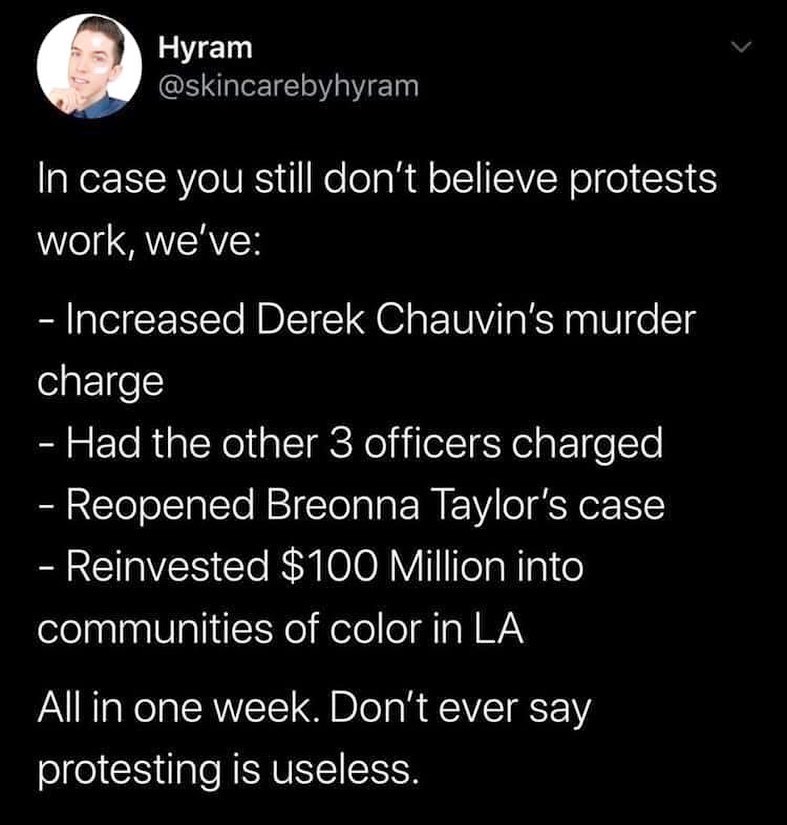 Hyram
@skincarebyhyram
In case you still don't believe protests
work, we've:
- Increased Derek Chauvin's murder
charge
- Had the other 3 officers charged
- Reopened Breonna Taylor's case
- Reinvested $100 Million into
communities of color in LA
All in one week. Don't ever say
protesting is useless.